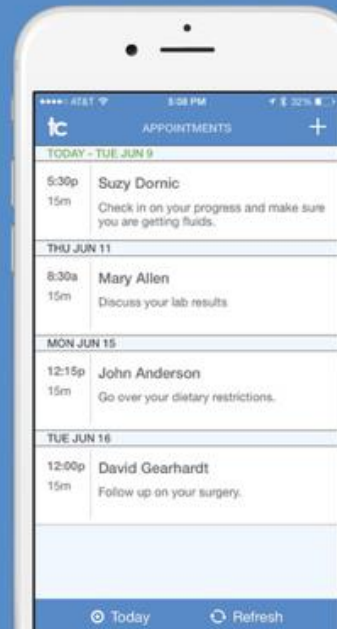 AT&T 5:08 PM 32%
tc APPOINTMENTS +
TODAY - TUE JUN 9
5:30p Suzy Dornic
15m Check in on your progress and make sure
you are getting fluids.
THU JUN 11
8:30a Mary Allen
15m Discuss your lab results
MON JUN 15
12:15p John Anderson
15m Go over your dietary restrictions.
TUE JUN 16
12:00p David Gearhardt
15m Follow up on your surgery.
Today Refresh